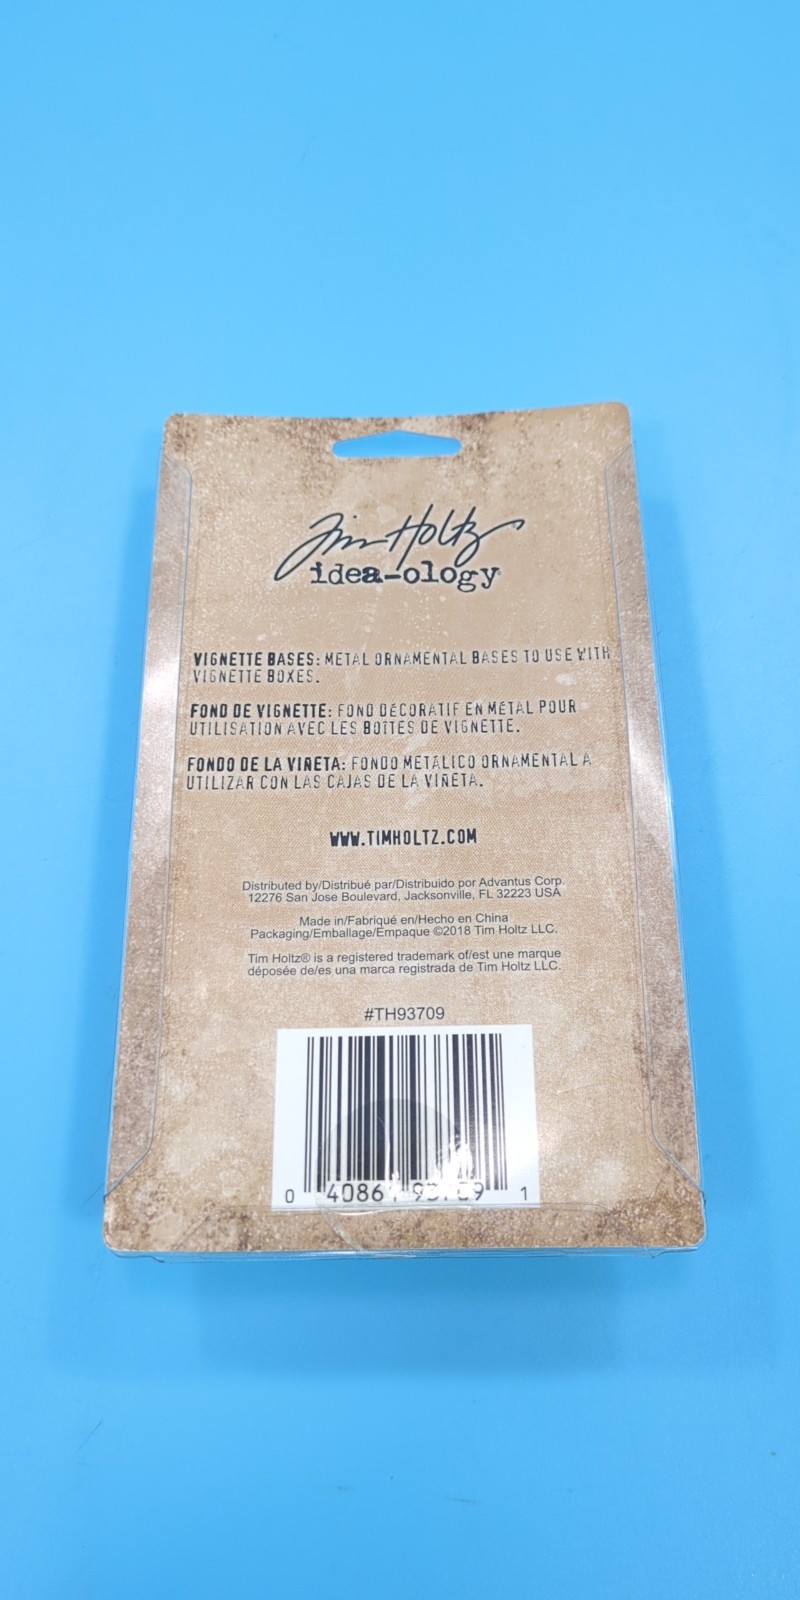 Tim Holtz
idea-ology
VIGNETTE BASES: METAL ORNAMENTAL BASES TO USE WITH
VIGNETTE BOXES.
FOND DE VIGNETTE: FOND DÉCORATIF EN MÉTAL POUR
UTILISATION AVEC LES BOÎTES DE VIGNETTE.
FONDO DE LA VIÑETA: FONDO METÁLICO ORNAMENTAL A
UTILIZAR CON LAS CAJAS DE LA VIÑETA.
WWW.TIMHOLTZ.COM
Distributed by/Distribué par/Distribuido por Advantus Corp.
12276 San Jose Boulevard, Jacksonville, FL 32223 USA
Made in/Fabriqué en/Hecho en China
Packaging/Emballage/Empaque ©2018 Tim Holtz LLC.
Tim Holtz® is a registered trademark of/est une marque
déposée de/es una marca registrada de Tim Holtz LLC.
#TH93709
0 1